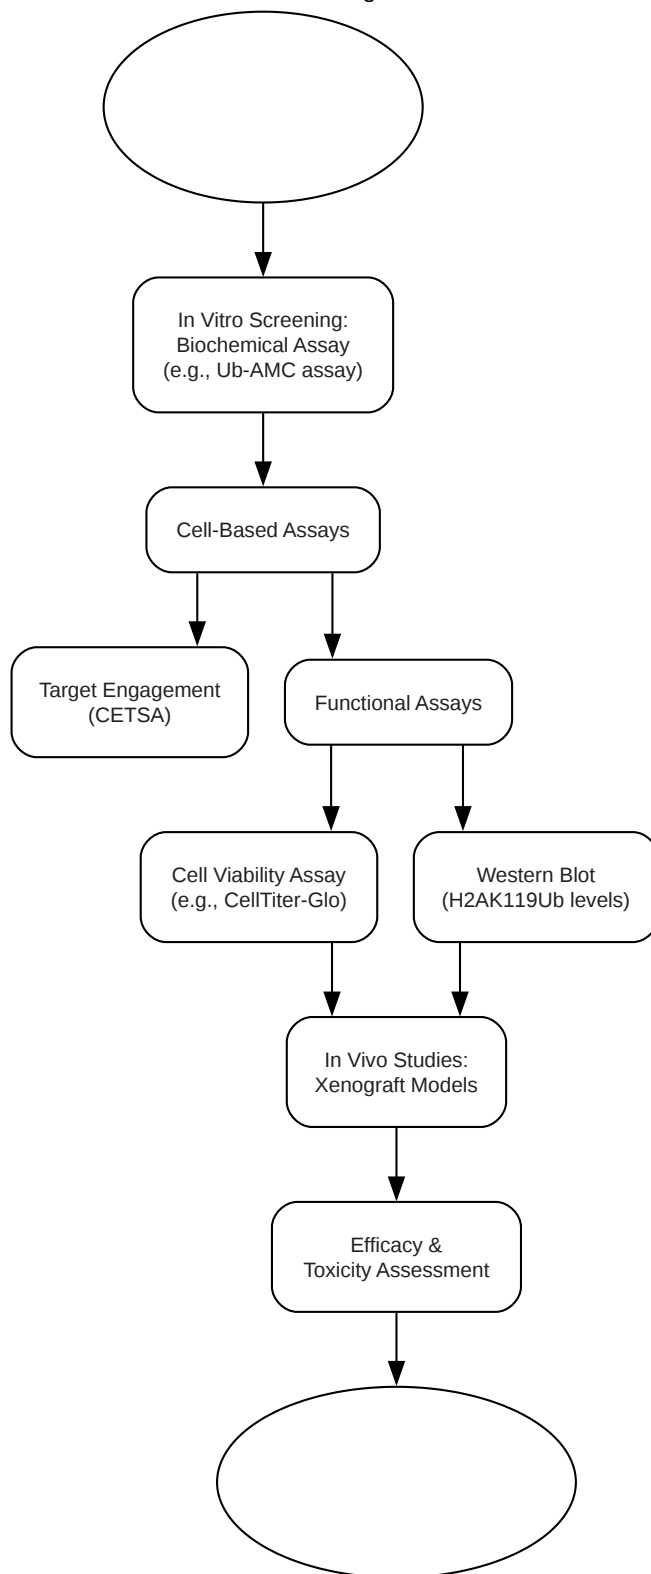 In Vitro Screening:
Biochemical Assay
(e.g., Ub-AMC assay)
Cell-Based Assays
Target Engagement
(CETSA)
Functional Assays
Cell Viability Assay
(e.g., CellTiter-Glo)
Western Blot
(H2AK119Ub levels)
In Vivo Studies:
Xenograft Models
Efficacy &
Toxicity Assessment